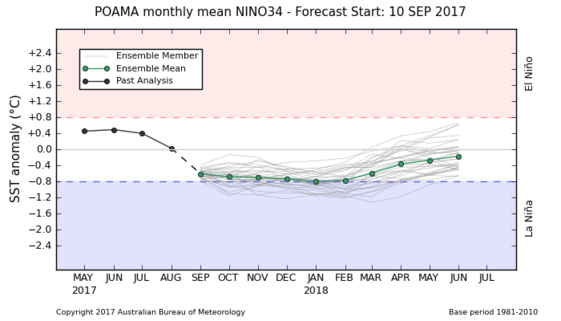 POAMA monthly mean NINO34 - Forecast Start: 10 SEP 2017
SST anomaly (°C)
+2.4
+2.0
+1.6
+1.2
+0.8
+0.4
0.0
−0.4
−0.8
−1.2
−1.6
−2.0
−2.4
Ensemble Member
Ensemble Mean
Past Analysis
El Niño
La Niña
MAY JUN JUL AUG SEP OCT NOV DEC JAN FEB MAR APR MAY JUN JUL
2017 2018
Copyright 2017 Australian Bureau of Meteorology Base period 1981-2010